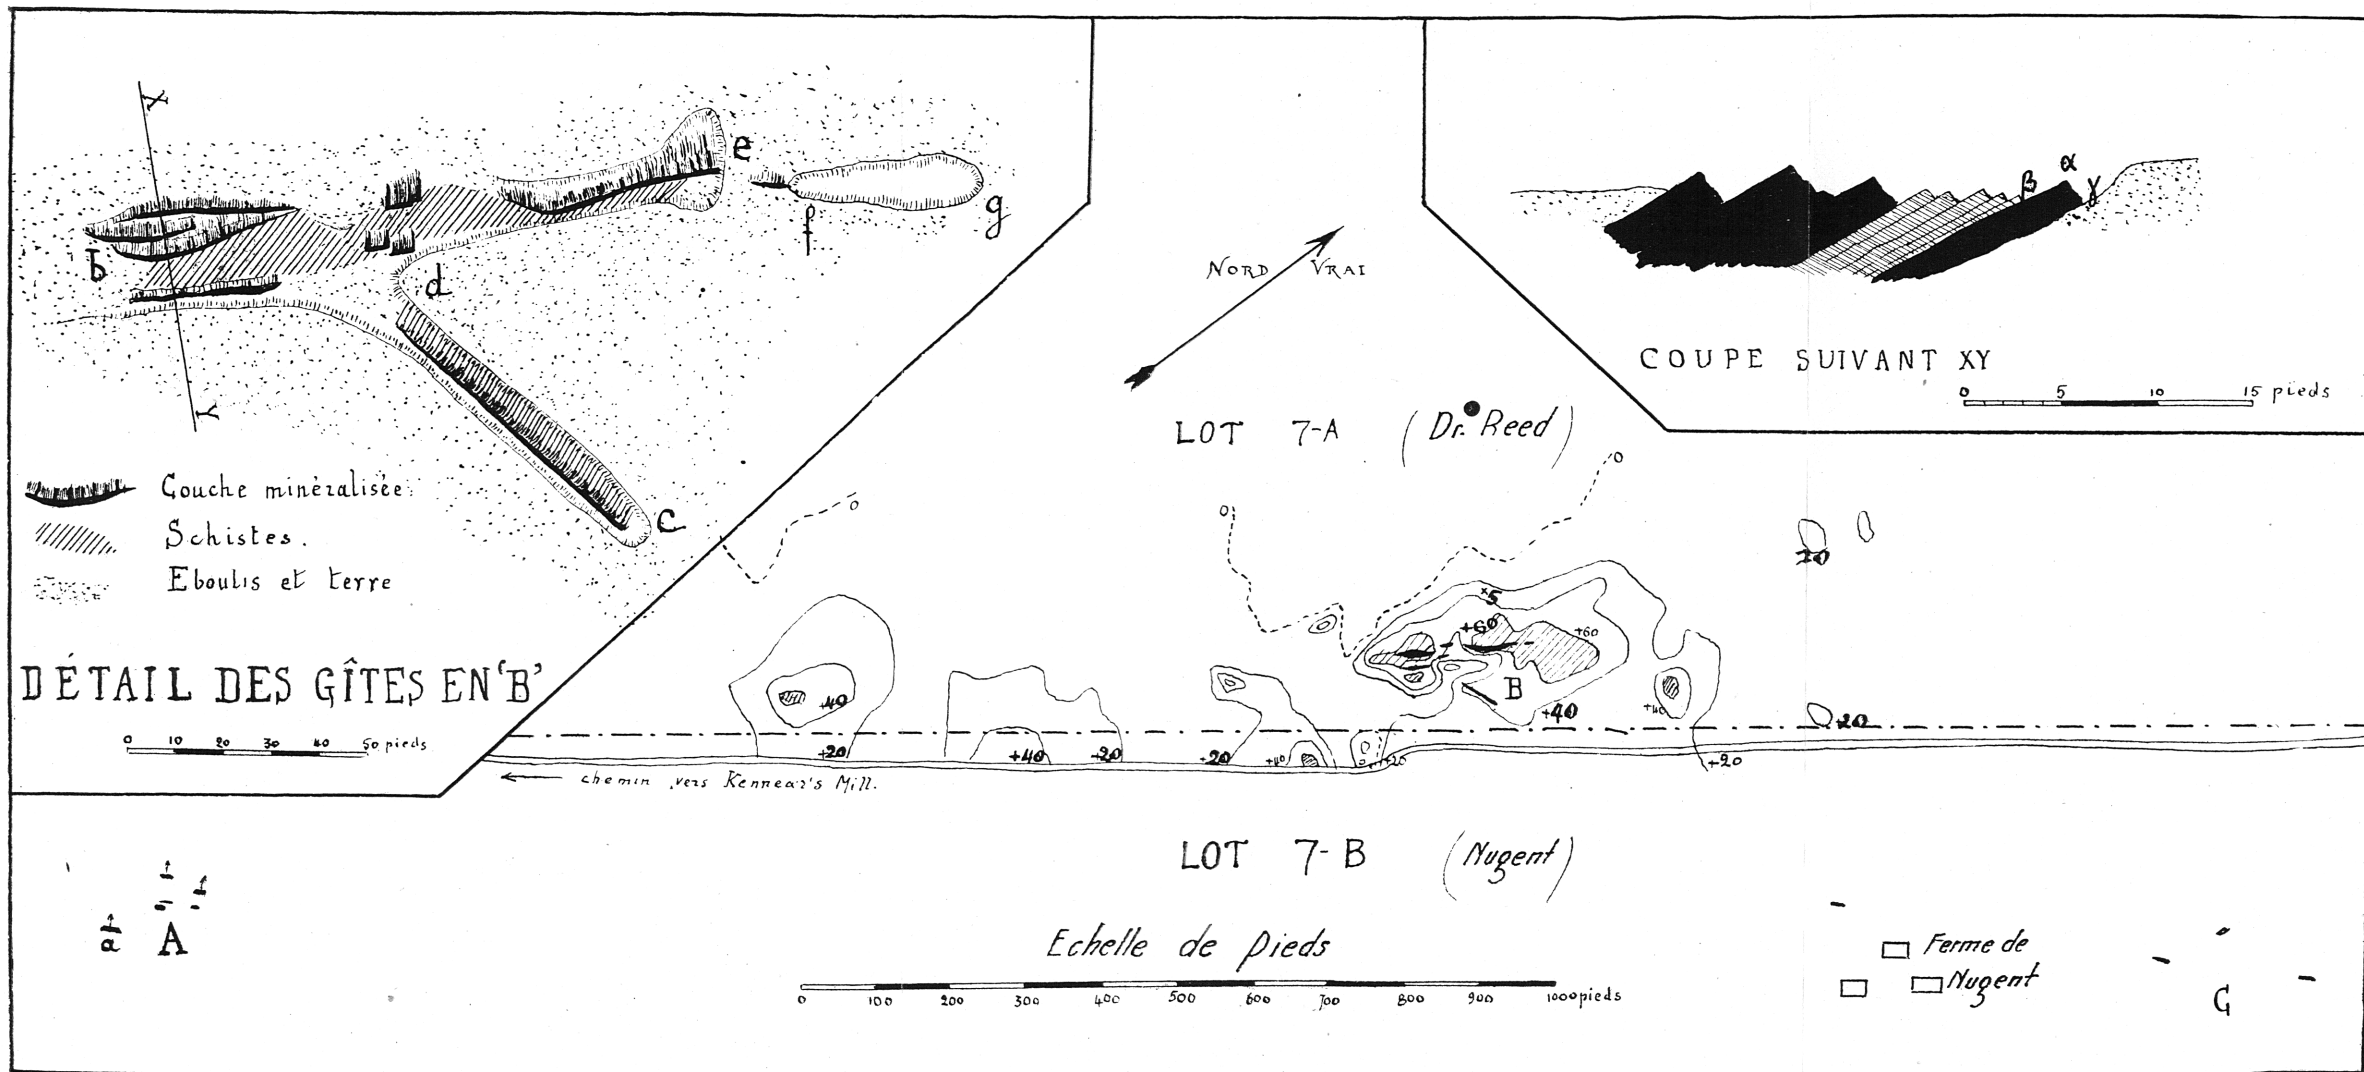 X
e
b
f
g
d
Y
c
Couche minéralisée
Schistes.
Eboulis et terre
DÉTAIL DES GÎTES EN 'B'
0 10 20 30 40 50 pieds
α
β
γ
COUPE SUIVANT XY
0 5 10 15 pieds
NORD VRAI
LOT 7-A (Dr. Reed)
0
0
0
20
+5
+60
+60
B
+40
+40
+40
+20
+20
+40
+20
+20
+40
+20
+20
chemin vers Kennear's Mill.
LOT 7-B (Nugent)
a
A
Echelle de pieds
0 100 200 300 400 500 600 700 800 900 1000 pieds
Ferme de
Nugent